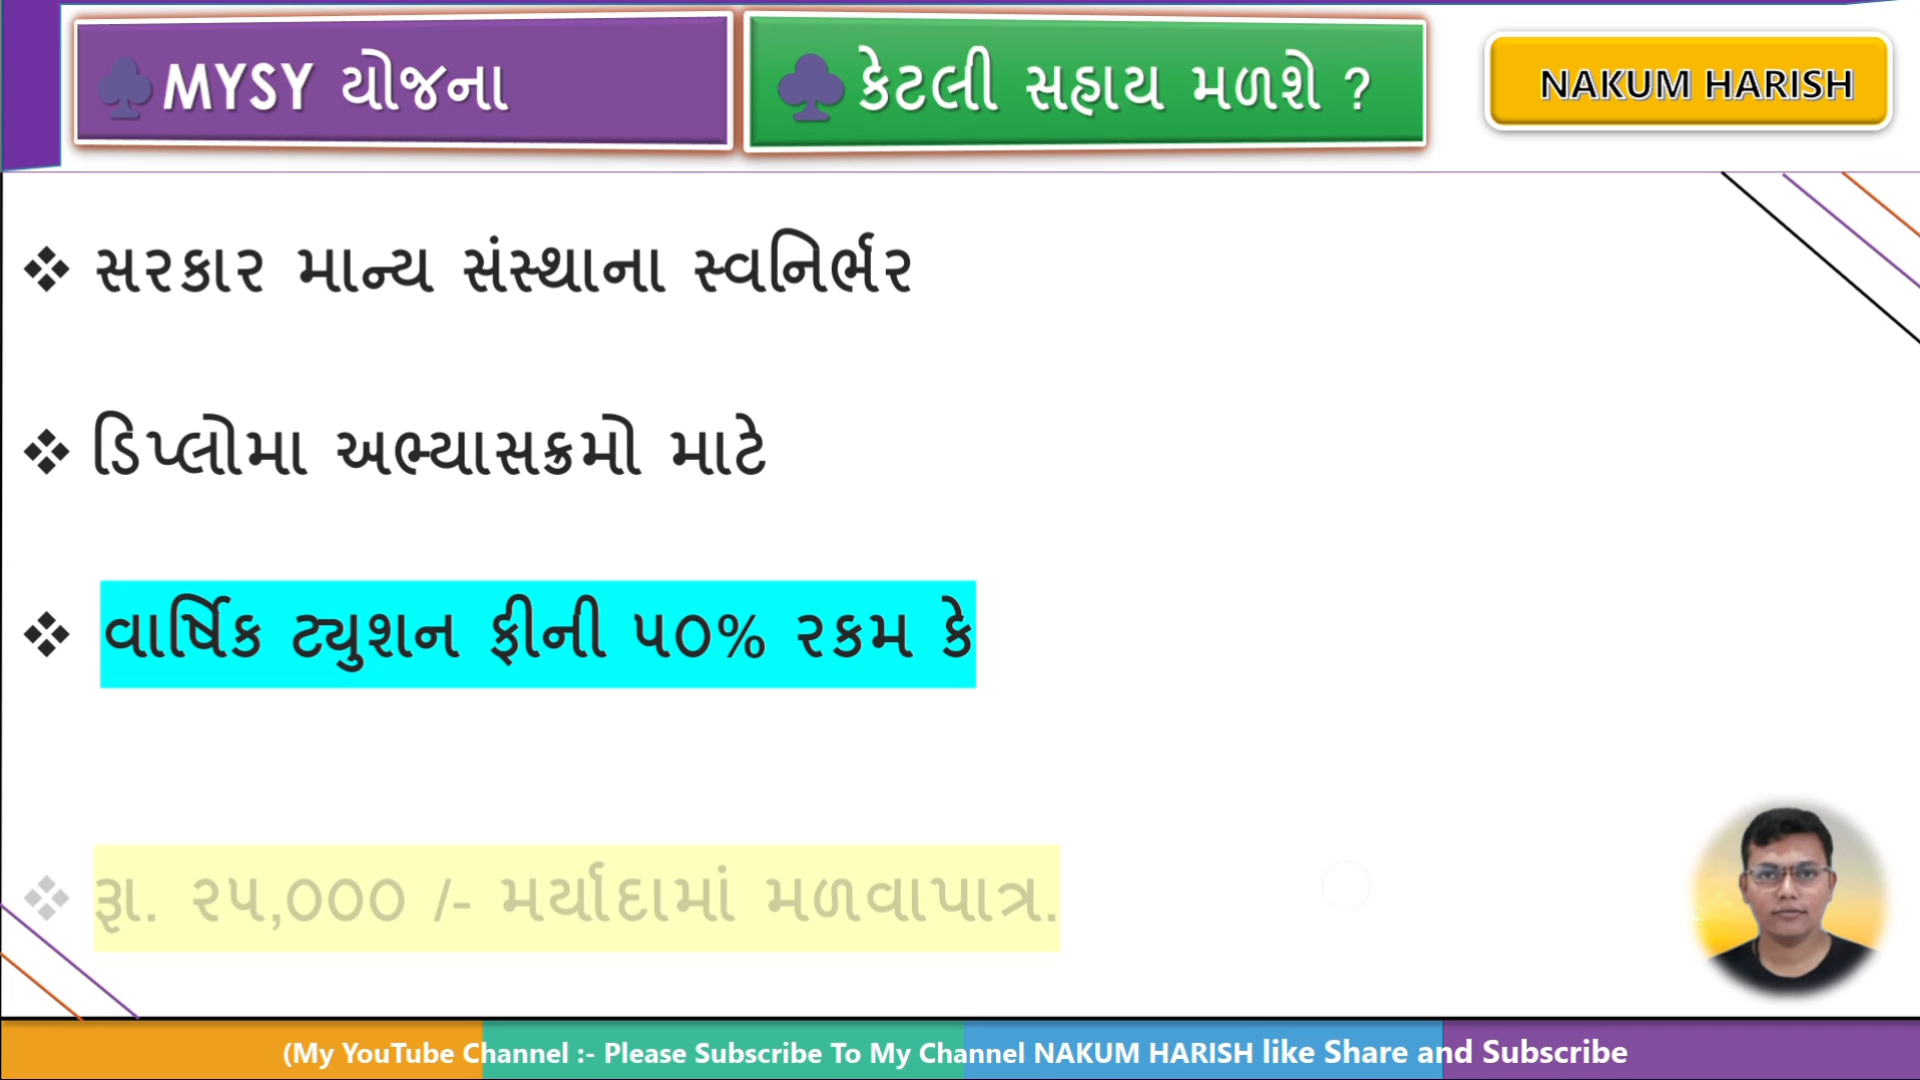 MYSY યોજના
કેટલી સહાય મળશે ?
NAKUM HARISH
સરકાર માન્ય સંસ્થાના સ્વનિર્ભર
ડિપ્લોમા અભ્યાસક્રમો માટે
વાર્ષિક ટ્યુશન ફીની ૫૦% રકમ કે
રૂા. ૨૫,૦૦૦ /- મર્યાદામાં મળવાપાત્ર.
(My YouTube Channel :- Please Subscribe To My Channel NAKUM HARISH like Share and Subscribe